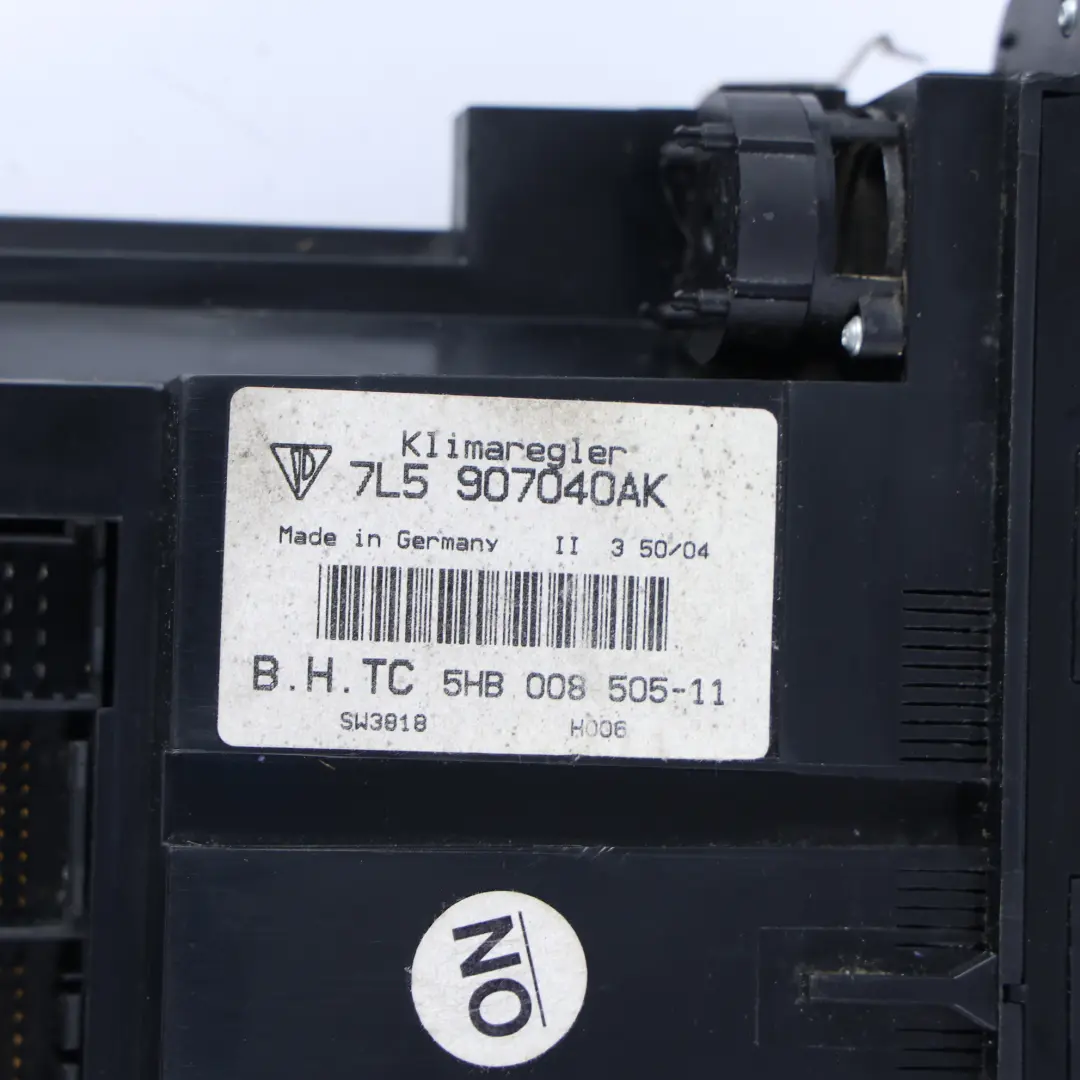 Klimaregler
7L5 907040AK
Made in Germany II 3 50/04
B.H.TC 5HB 008 505-11
SW3818 H006
NO